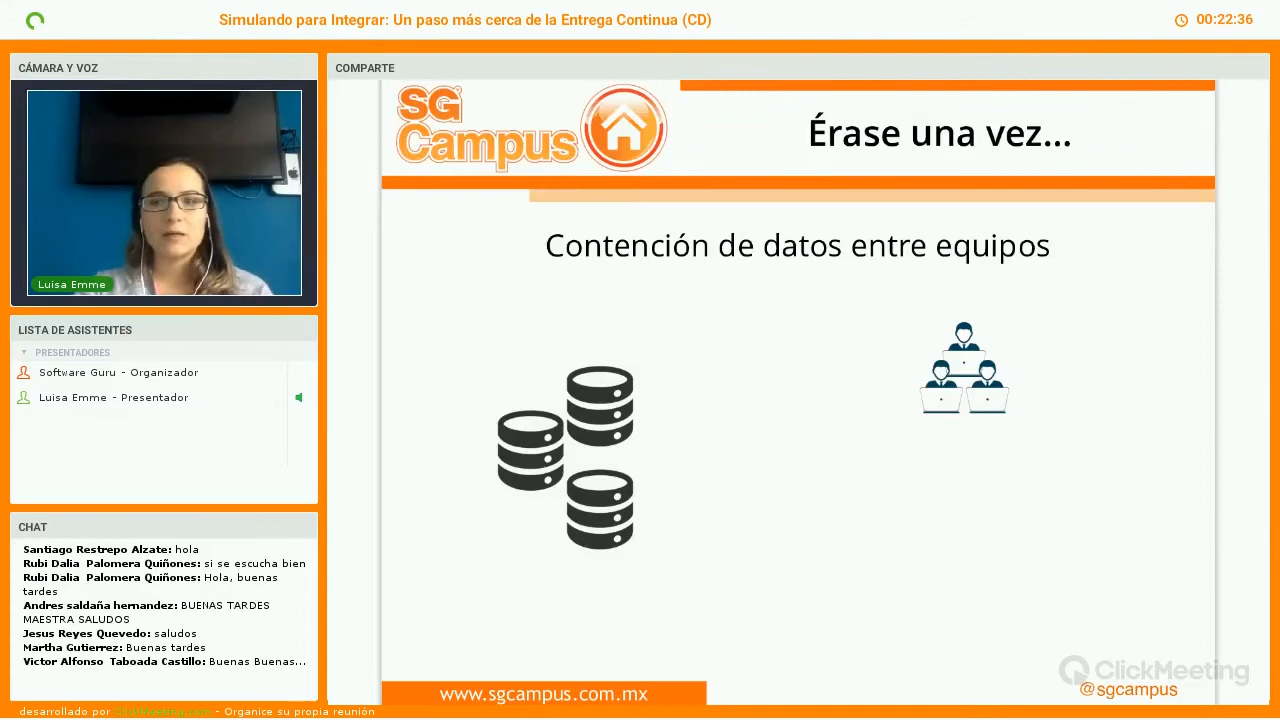 Simulando para Integrar: Un paso más cerca de la Entrega Continua (CD)
00:22:36
CÁMARA Y VOZ
Luisa Emme
LISTA DE ASISTENTES
PRESENTADORES
Software Guru - Organizador
Luisa Emme - Presentador
CHAT
Santiago Restrepo Alzate: hola
Rubi Dalia Palomera Quiñones: si se escucha bien
Rubi Dalia Palomera Quiñones: Hola, buenas
tardes
Andres saldaña hernandez: BUENAS TARDES
MAESTRA SALUDOS
Jesus Reyes Quevedo: saludos
Martha Gutierrez: Buenas tardes
Victor Alfonso Taboada Castillo: Buenas Buenas...
desarrollado por ClickMeeting.com - Organice su propia reunión
COMPARTE
SG
Campus
Érase una vez...
Contención de datos entre equipos
www.sgcampus.com.mx
ClickMeeting
@sgcampus